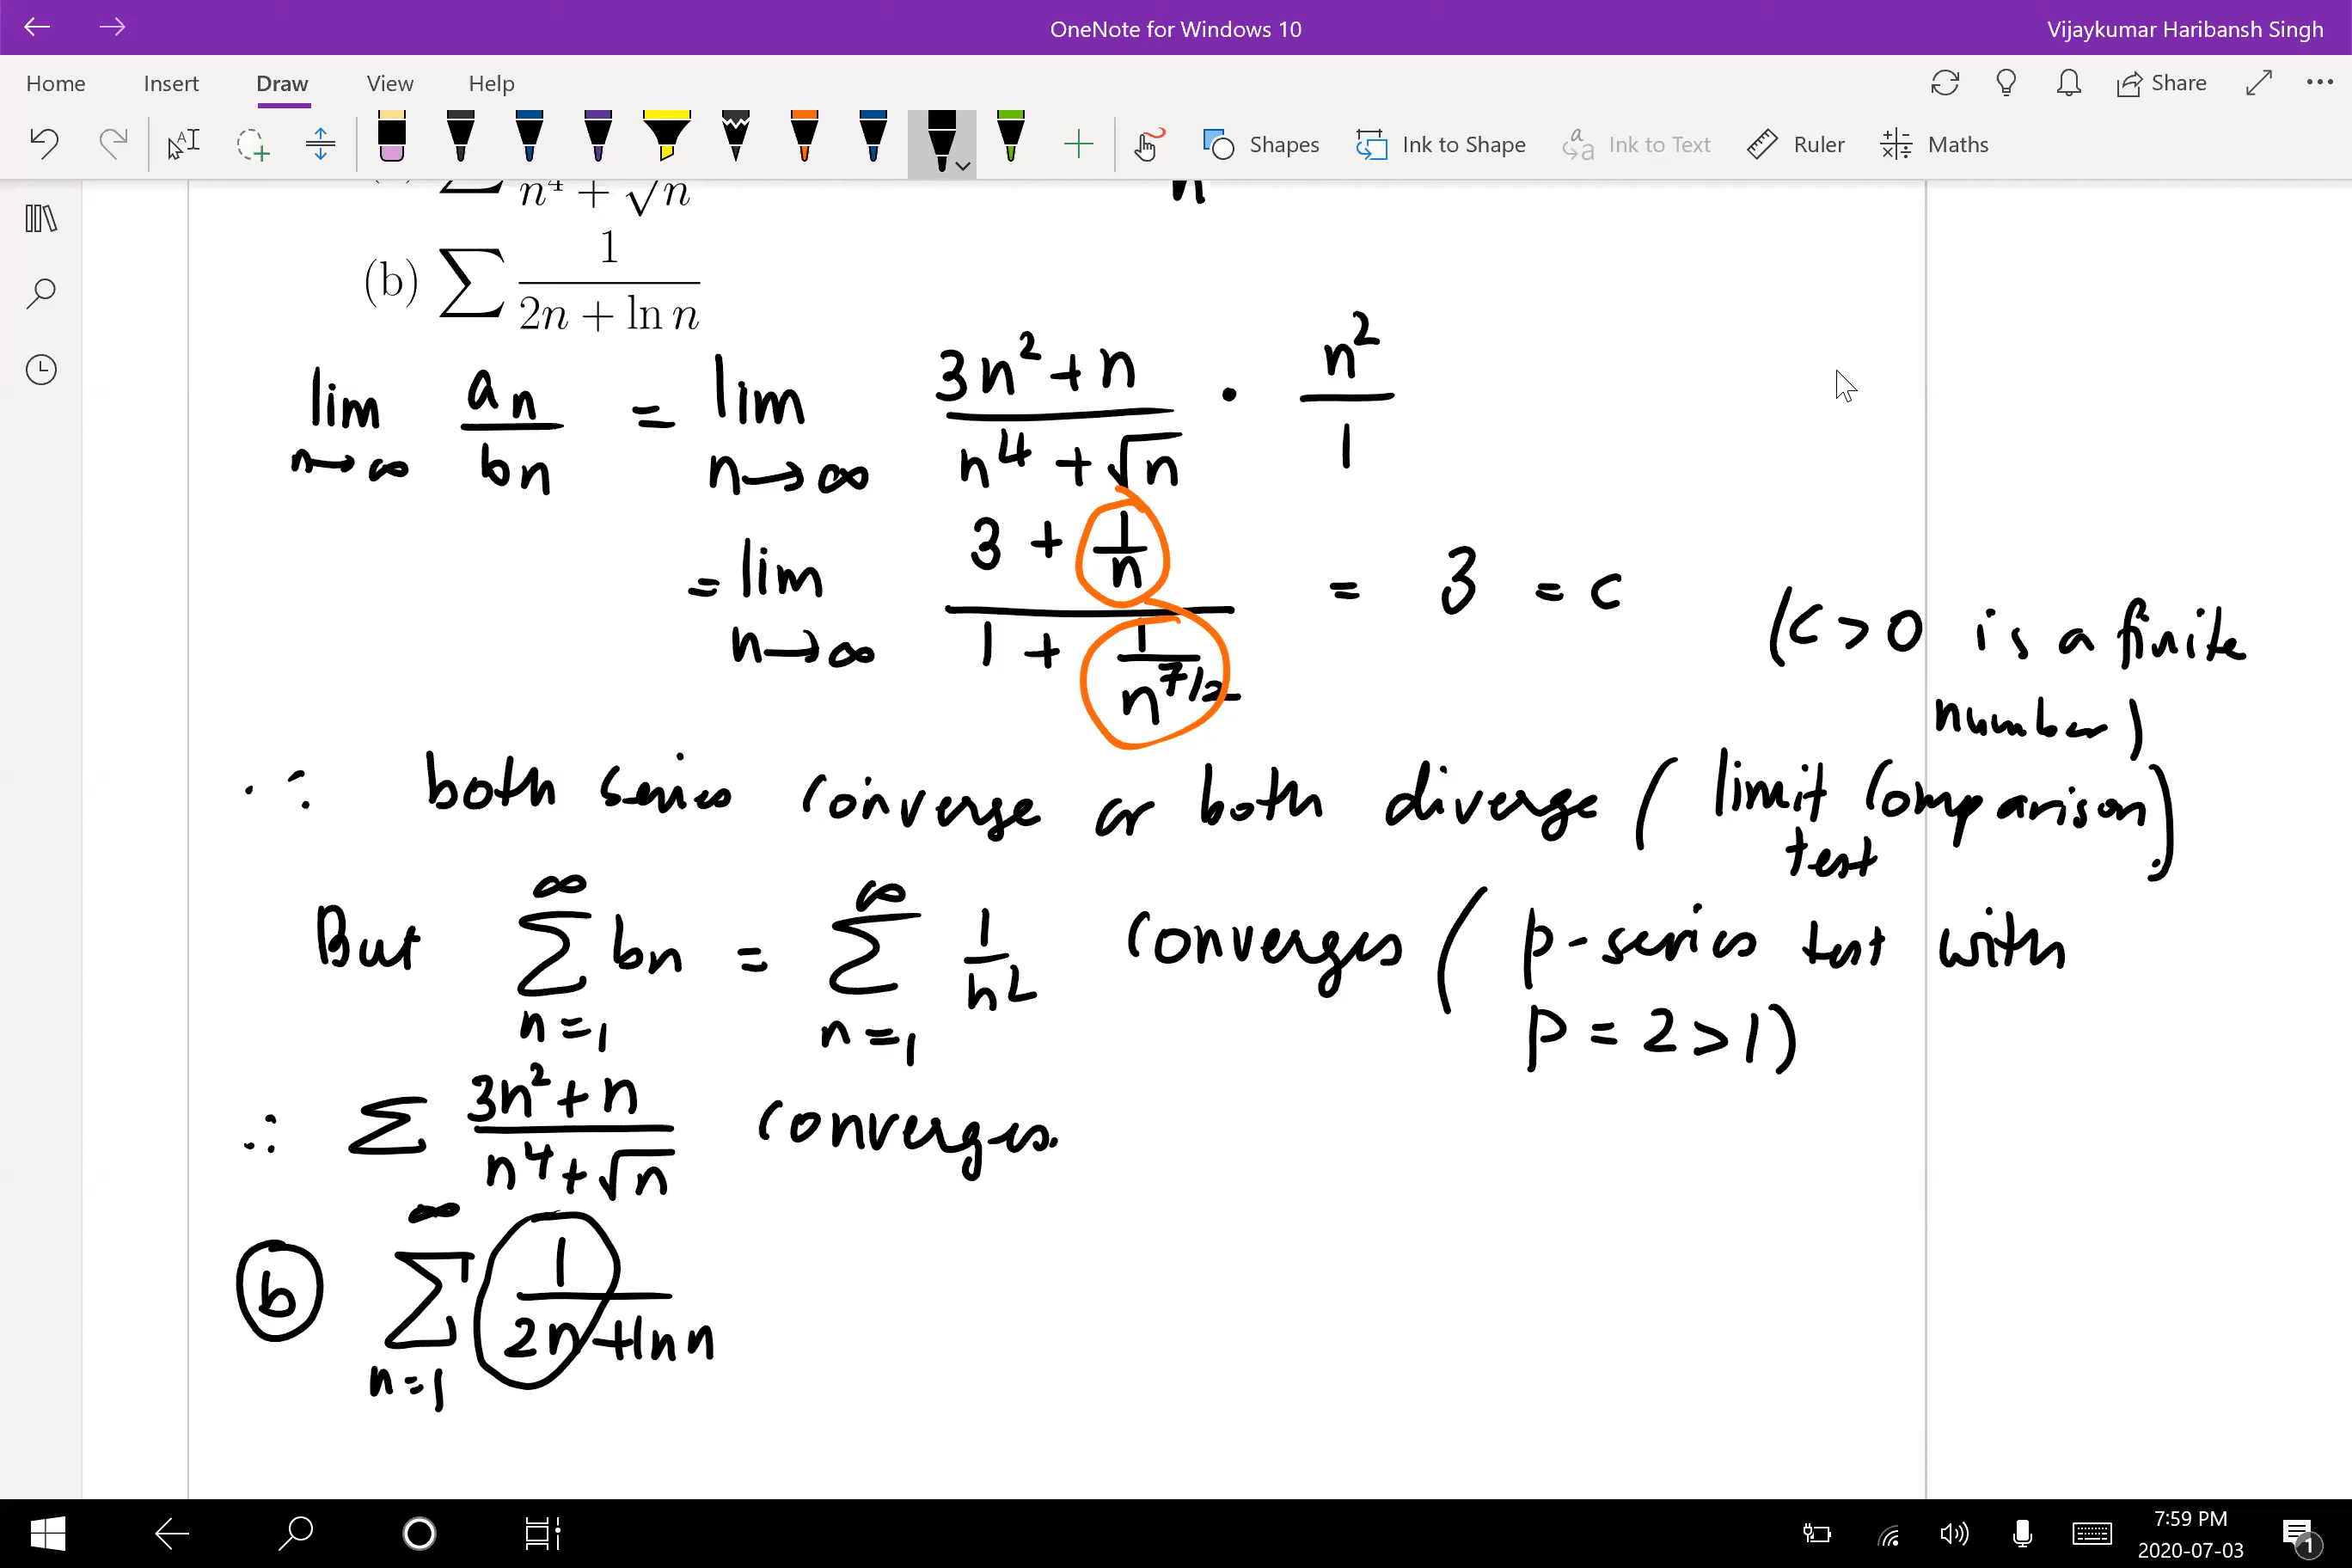 OneNote for Windows 10
Vijaykumar Haribansh Singh
Home Insert Draw View Help
Share
Shapes Ink to Shape Ink to Text Ruler Maths
∑ n⁴ + √n
n
(b) ∑ 1/(2n + ln n)
lim n→∞ an/bn = lim n→∞ (3n²+n)/(n⁴+√n) · n²/1
= lim n→∞ (3 + 1/n)/(1 + 1/n^7/2) = 3 = c
(c > 0 is a finite
number)
∴ both series converge or both diverge (limit comparison
test)
But ∞∑n=1 bn = ∞∑n=1 1/n² converges (p-series test with
p = 2 > 1)
∴ ∑ (3n²+n)/(n⁴+√n) converges.
b ∞∑n=1 1/(2n+ln n)
7:59 PM
2020-07-03
1